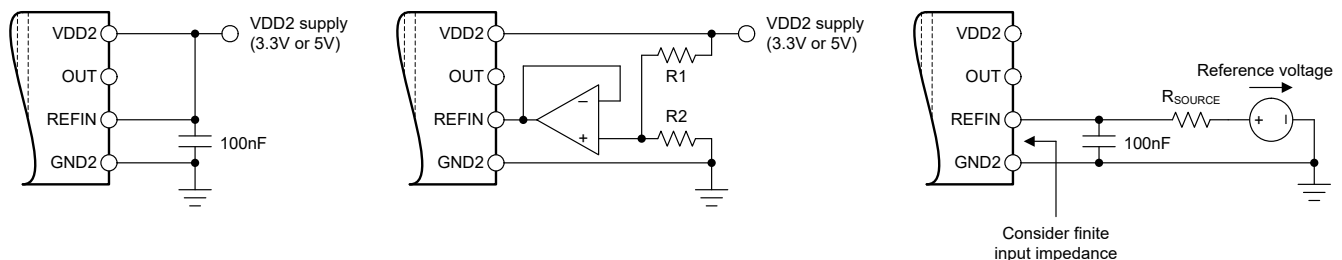 VDD2
OUT
REFIN
GND2
VDD2 supply
(3.3V or 5V)
100nF
VDD2
OUT
REFIN
GND2
−
+
R1
R2
VDD2 supply
(3.3V or 5V)
VDD2
OUT
REFIN
GND2
100nF
RSOURCE
Reference voltage
+
−
Consider finite
input impedance